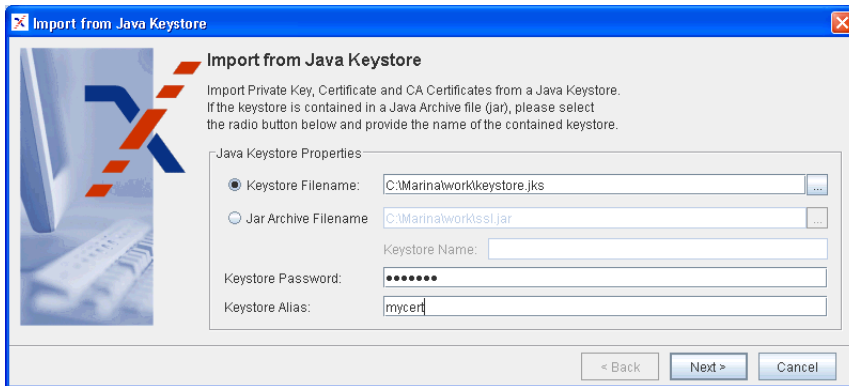 Import from Java Keystore
Import from Java Keystore
Import Private Key, Certificate and CA Certificates from a Java Keystore.
If the keystore is contained in a Java Archive file (jar), please select
the radio button below and provide the name of the contained keystore.
Java Keystore Properties
Keystore Filename: C:\Marina\work\keystore.jks ...
Jar Archive Filename C:\Marina\work\ssl.jar ...
Keystore Name:
Keystore Password: •••••••
Keystore Alias: mycert
< Back Next > Cancel